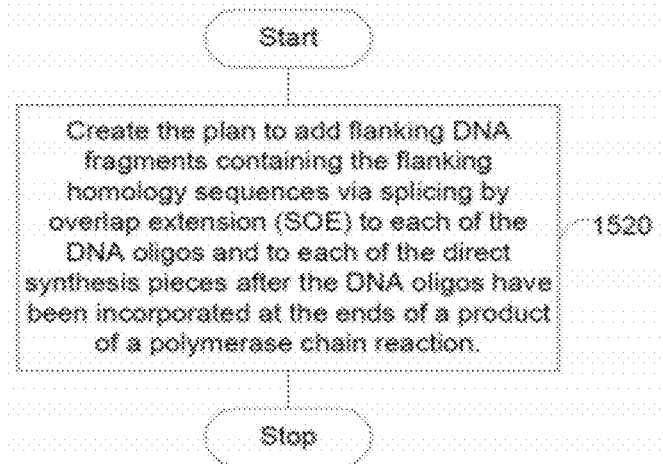 Start
Create the plan to add flanking DNA
fragments containing the flanking
homology sequences via splicing by
overlap extension (SOE) to each of the
DNA oligos and to each of the direct
synthesis pieces after the DNA oligos have
been incorporated at the ends of a product
of a polymerase chain reaction.
1520
Stop